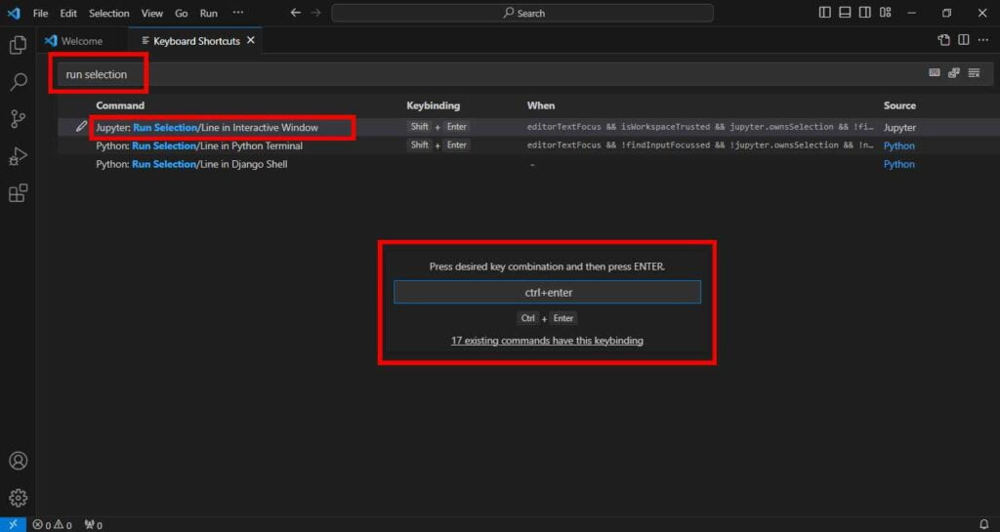 File Edit Selection View Go Run ··· Search
Welcome Keyboard Shortcuts
run selection
Command Keybinding When Source
Jupyter: Run Selection/Line in Interactive Window Shift + Enter editorTextFocus && isWorkspaceTrusted && jupyter.ownsSelection && !fi… Jupyter
Python: Run Selection/Line in Python Terminal Shift + Enter editorTextFocus && !findInputFocussed && !jupyter.ownsSelection && !n… Python
Python: Run Selection/Line in Django Shell - Python
Press desired key combination and then press ENTER.
ctrl+enter
Ctrl + Enter
17 existing commands have this keybinding
0 0 0